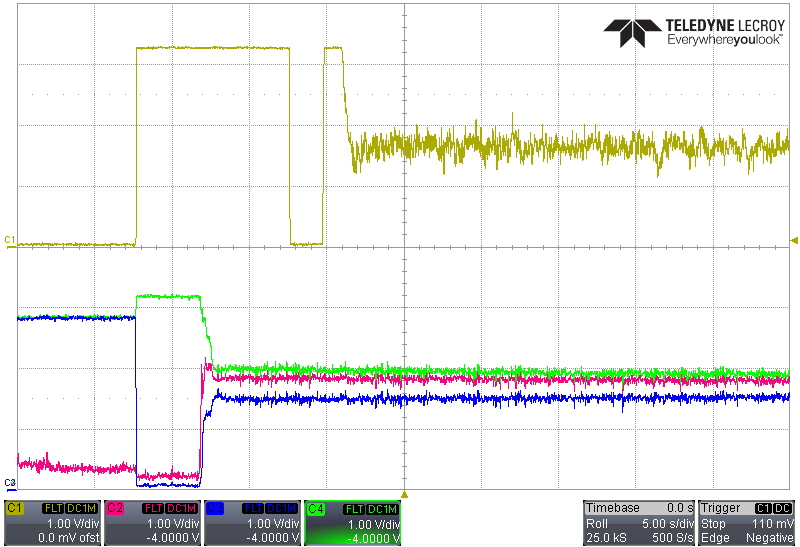 TELEDYNE LECROY
Everywhereyoulook™
C1
C1 FLT DC1M
1.00 V/div
0.0 mV ofst
C2 FLT DC1M
1.00 V/div
-4.0000 V
C3 FLT DC1M
1.00 V/div
-4.0000 V
C4 FLT DC1M
1.00 V/div
-4.0000 V
Timebase 0.0 s
Roll 5.00 s/div
25.0 kS 500 S/s
Trigger C1 DC
Stop 110 mV
Edge Negative